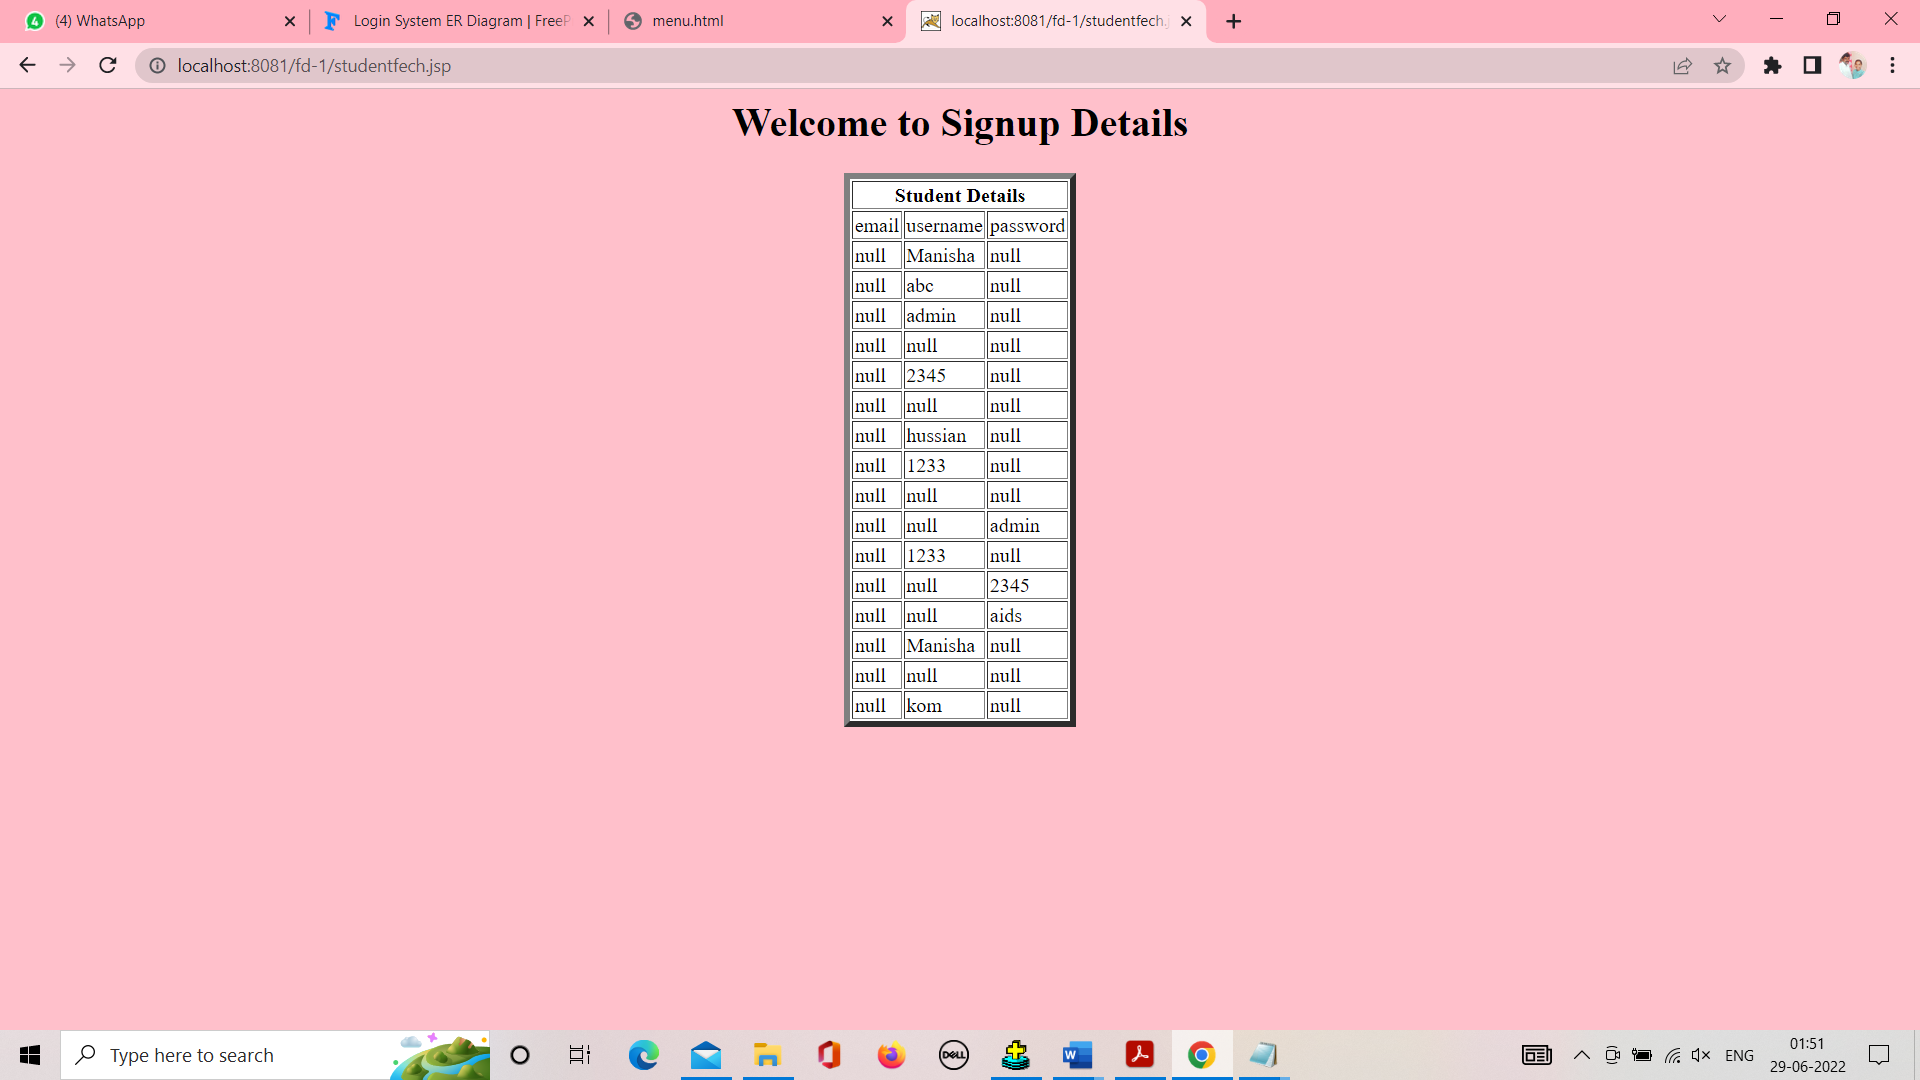 (4) WhatsApp
Login System ER Diagram | FreeP
menu.html
localhost:8081/fd-1/studentfech.j
localhost:8081/fd-1/studentfech.jsp
Welcome to Signup Details
Student Details
email username password
null Manisha null
null abc null
null admin null
null null null
null 2345 null
null null null
null hussian null
null 1233 null
null null null
null null admin
null 1233 null
null null 2345
null null aids
null Manisha null
null null null
null kom null
Type here to search
DELL
W
ENG
01:51
29-06-2022